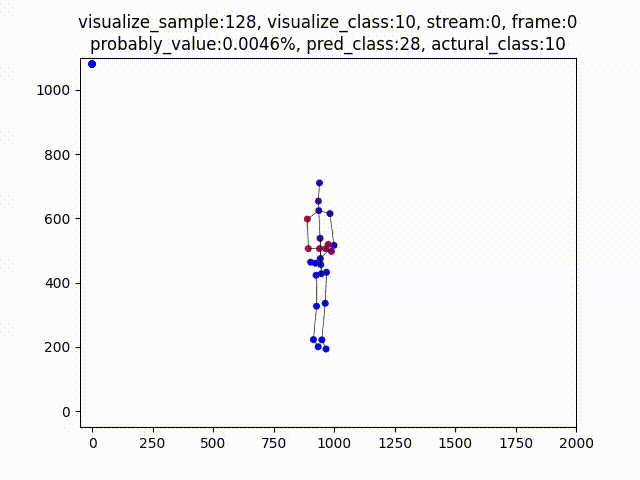 visualize_sample:128, visualize_class:10, stream:0, frame:0
probably_value:0.0046%, pred_class:28, actural_class:10
1000
800
600
400
200
0
0 250 500 750 1000 1250 1500 1750 2000